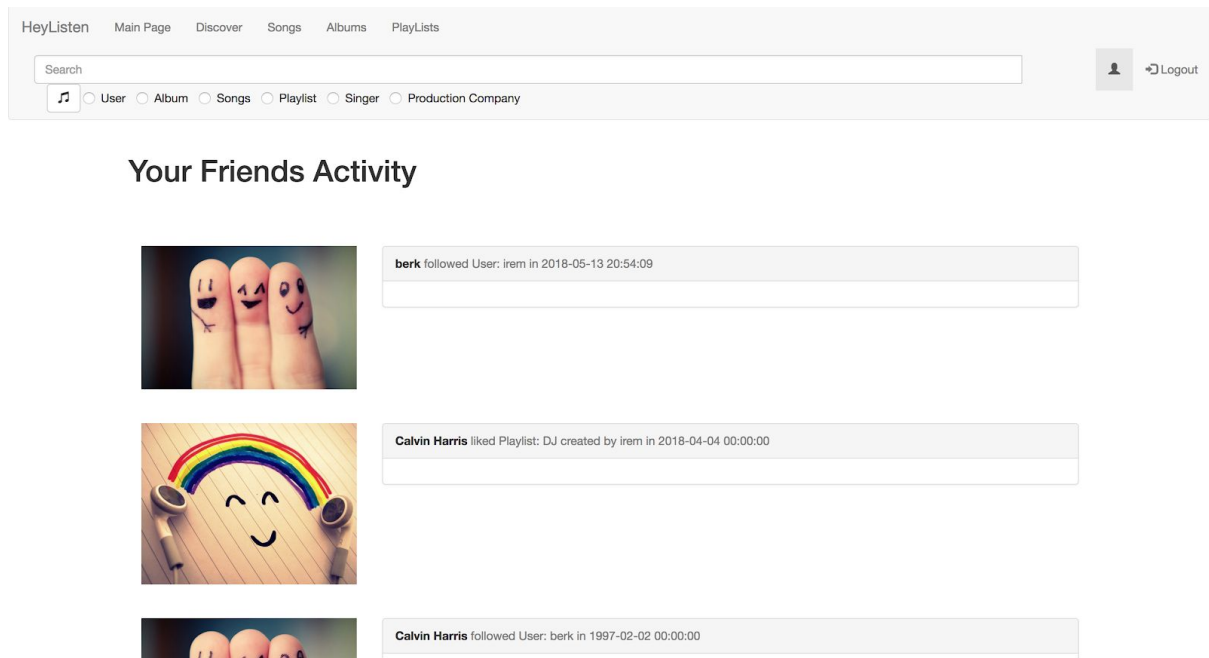 HeyListen Main Page Discover Songs Albums PlayLists
Search
Logout
User Album Songs Playlist Singer Production Company
Your Friends Activity
berk followed User: irem in 2018-05-13 20:54:09
Calvin Harris liked Playlist: DJ created by irem in 2018-04-04 00:00:00
Calvin Harris followed User: berk in 1997-02-02 00:00:00